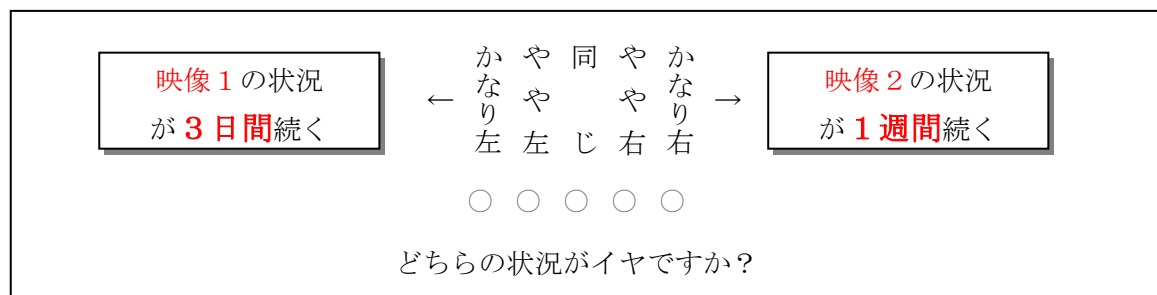 映像１の状況
が３日間続く
←
かなり左
やや左
同じ
やや右
かなり右
→
映像２の状況
が１週間続く
○ ○ ○ ○ ○
どちらの状況がイヤですか？